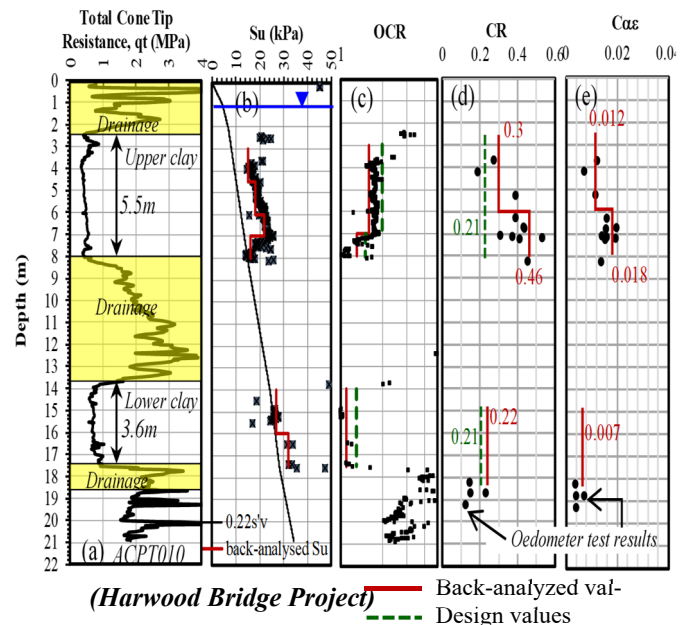 Total Cone Tip
Resistance, qt (MPa)
0 1 2 3 4
Su (kPa)
0 10 20 30 40 50
OCR
1
CR
0 0.2 0.4 0.6
Cαε
0 0.02 0.04
Depth (m)
0
1
2
3
4
5
6
7
8
9
10
11
12
13
14
15
16
17
18
19
20
21
22
Drainage
Upper clay
5.5m
Drainage
Lower clay
3.6m
Drainage
(a) ACPT010
(b)
(c)
(d)
(e)
0.3
0.21
0.46
0.012
0.018
0.22
0.21
0.007
0.22s'v
back-analysed Su
Oedometer test results
(Harwood Bridge Project)
Back-analyzed val-
Design values